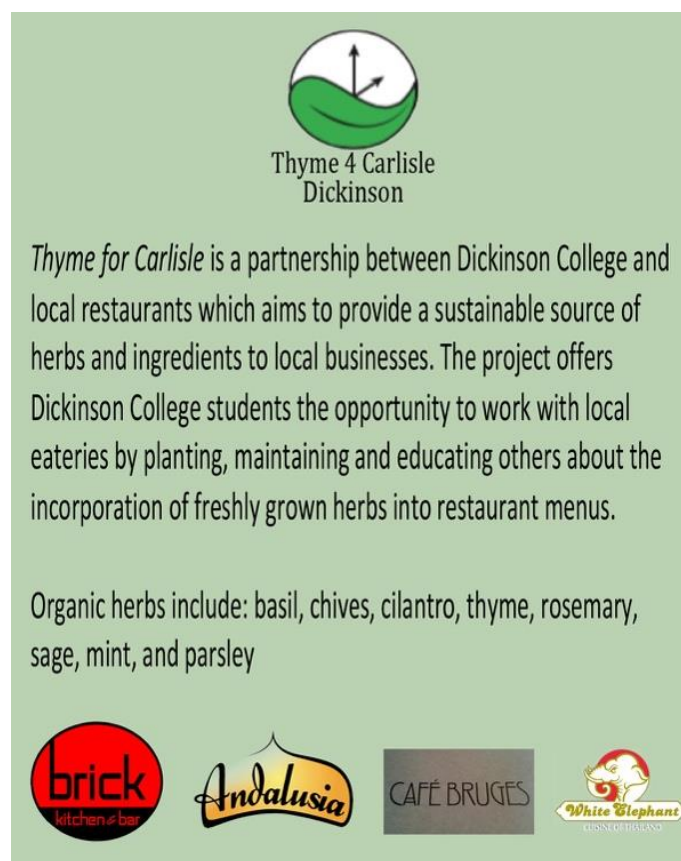 Thyme 4 Carlisle
Dickinson
Thyme for Carlisle is a partnership between Dickinson College and
local restaurants which aims to provide a sustainable source of
herbs and ingredients to local businesses. The project offers
Dickinson College students the opportunity to work with local
eateries by planting, maintaining and educating others about the
incorporation of freshly grown herbs into restaurant menus.
Organic herbs include: basil, chives, cilantro, thyme, rosemary,
sage, mint, and parsley
brick
kitchen & bar
Andalusia
CAFÉ BRUGES
White Elephant
CUISINE OF THAILAND